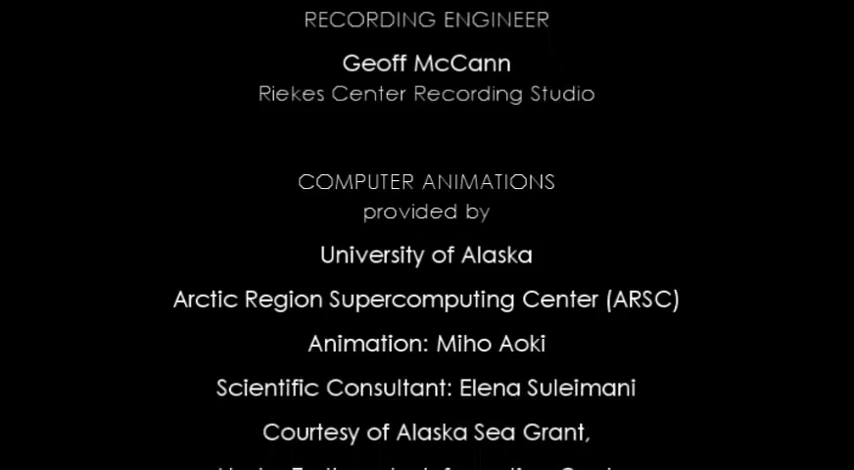 RECORDING ENGINEER
Geoff McCann
Riekes Center Recording Studio
COMPUTER ANIMATIONS
provided by
University of Alaska
Arctic Region Supercomputing Center (ARSC)
Animation: Miho Aoki
Scientific Consultant: Elena Suleimani
Courtesy of Alaska Sea Grant,